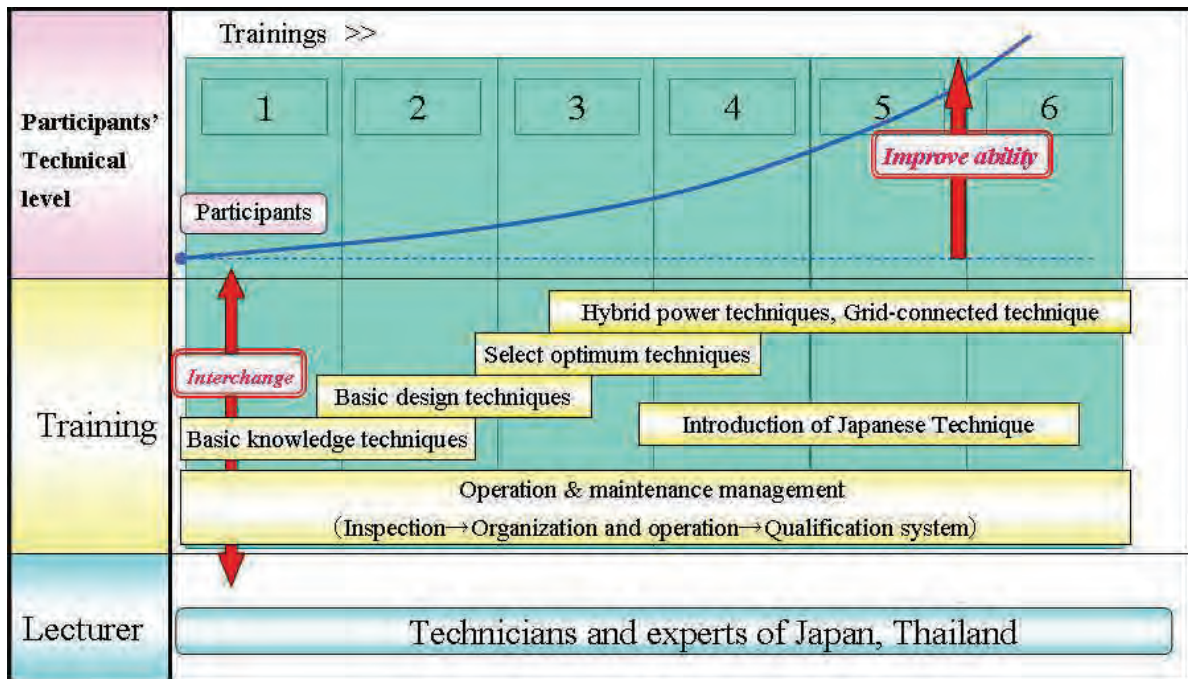 Trainings >>
1 2 3 4 5 6
Participants'
Technical
level
Improve ability
Participants
Training
Hybrid power techniques, Grid-connected technique
Select optimum techniques
Interchange
Basic design techniques
Introduction of Japanese Technique
Basic knowledge techniques
Operation & maintenance management
(Inspection→Organization and operation→Qualification system)
Lecturer
Technicians and experts of Japan, Thailand